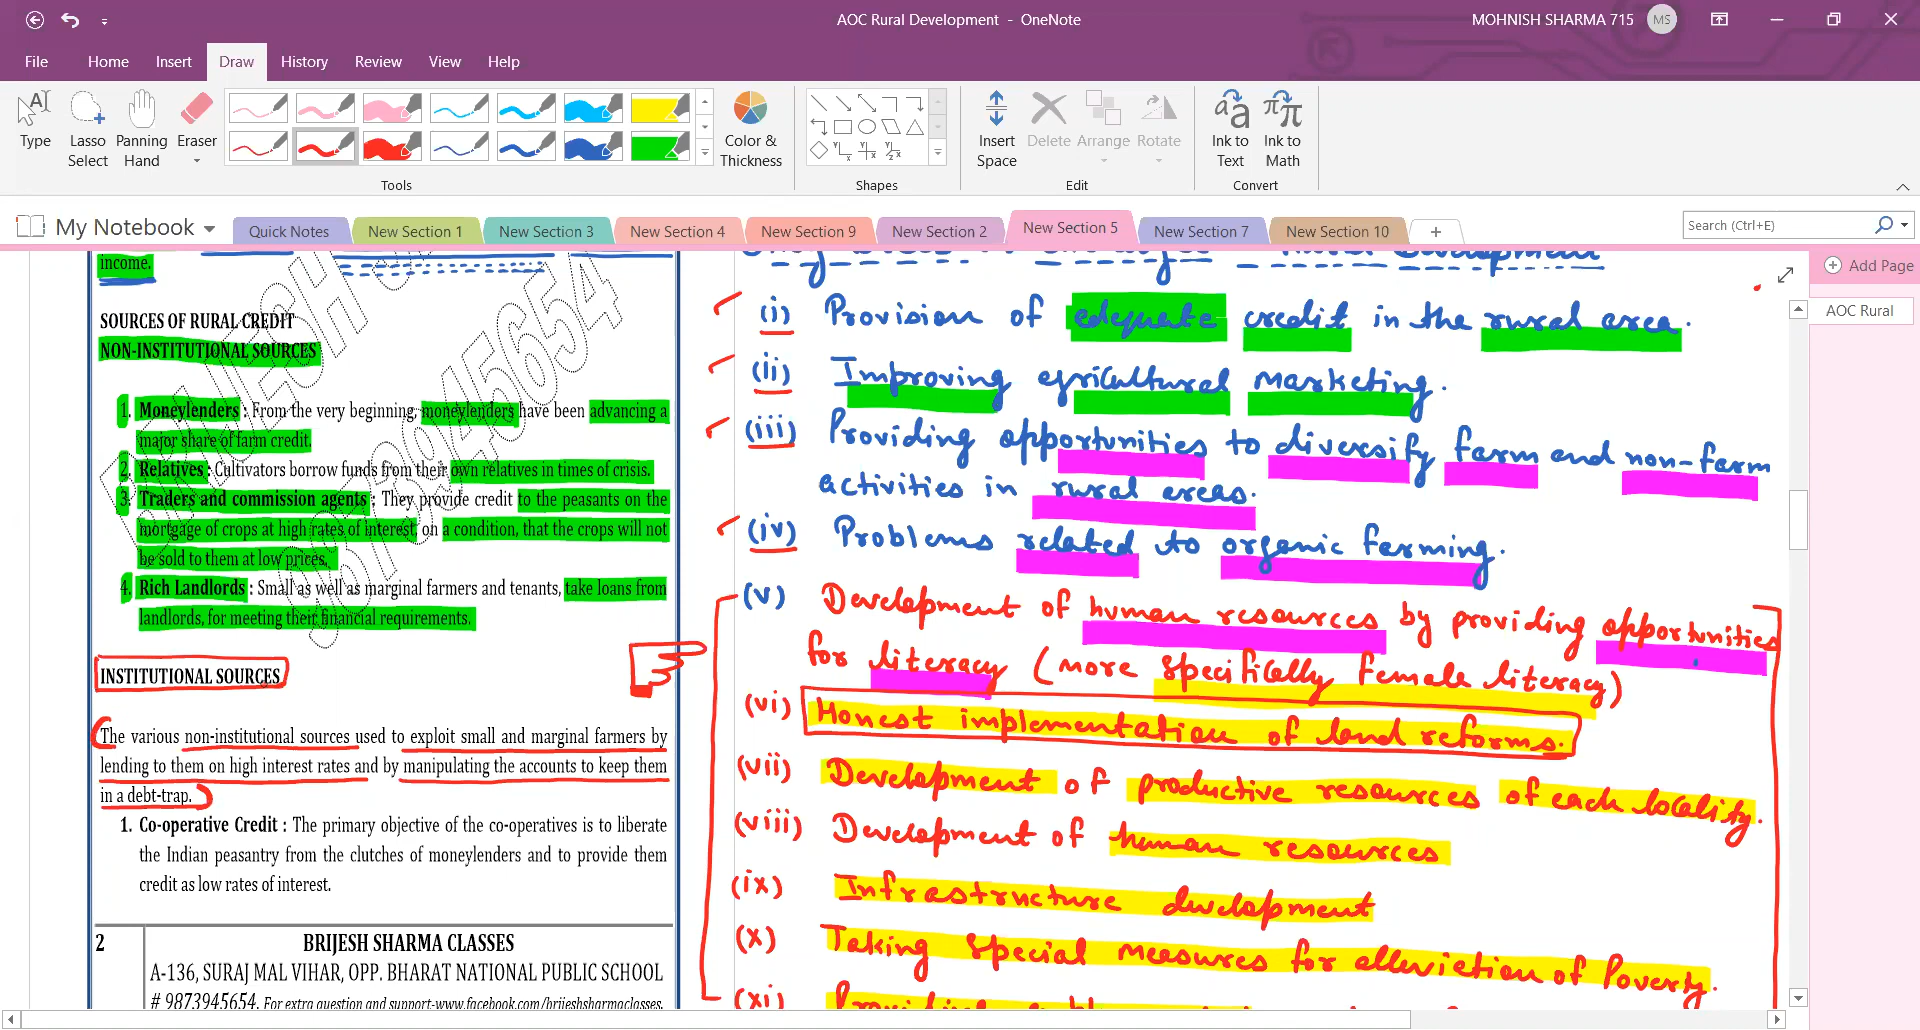 AOC Rural Development - OneNote
MOHNISH SHARMA 715
MS
File
Home
Insert
Draw
History
Review
View
Help
Type
Lasso Select
Panning Hand
Eraser
Color & Thickness
Insert Space
Delete
Arrange
Rotate
Ink to Text
Ink to Math
Tools
Shapes
Edit
Convert
My Notebook
Quick Notes
New Section 1
New Section 3
New Section 4
New Section 9
New Section 2
New Section 5
New Section 7
New Section 10
Search (Ctrl+E)
Add Page
AOC Rural
income.
SOURCES OF RURAL CREDIT
NON-INSTITUTIONAL SOURCES
1. Moneylenders : From the very beginning, moneylenders have been advancing a
major share of farm credit.
2. Relatives : Cultivators borrow funds from their own relatives in times of crisis.
3. Traders and commission agents : They provide credit to the peasants on the
mortgage of crops at high rates of interest, on a condition, that the crops will not
be sold to them at low prices.
4. Rich Landlords : Small as well as marginal farmers and tenants, take loans from
landlords, for meeting their financial requirements.
INSTITUTIONAL SOURCES
The various non-institutional sources used to exploit small and marginal farmers by
lending to them on high interest rates and by manipulating the accounts to keep them
in a debt-trap.
1. Co-operative Credit : The primary objective of the co-operatives is to liberate
the Indian peasantry from the clutches of moneylenders and to provide them
credit as low rates of interest.
2
BRIJESH SHARMA CLASSES
A-136, SURAJ MAL VIHAR, OPP. BHARAT NATIONAL PUBLIC SCHOOL
# 9873945654. For extra question and support-www.facebook.com/brijeshsharmaclasses.
Rural Development
(i) Provision of adequate credit in the rural area.
(ii) Improving agricultural marketing.
(iii) Providing opportunities to diversify farm and non-farm
activities in rural areas.
(iv) Problems related to organic farming.
(v) Development of human resources by providing opportunities
for literacy (more specifically female literacy)
(vi) Honest implementation of land reforms.
(vii) Development of productive resources of each locality.
(viii) Development of human resources
(ix) Infrastructure development
(x) Taking special measures for alleviation of Poverty.
(xi) Providing